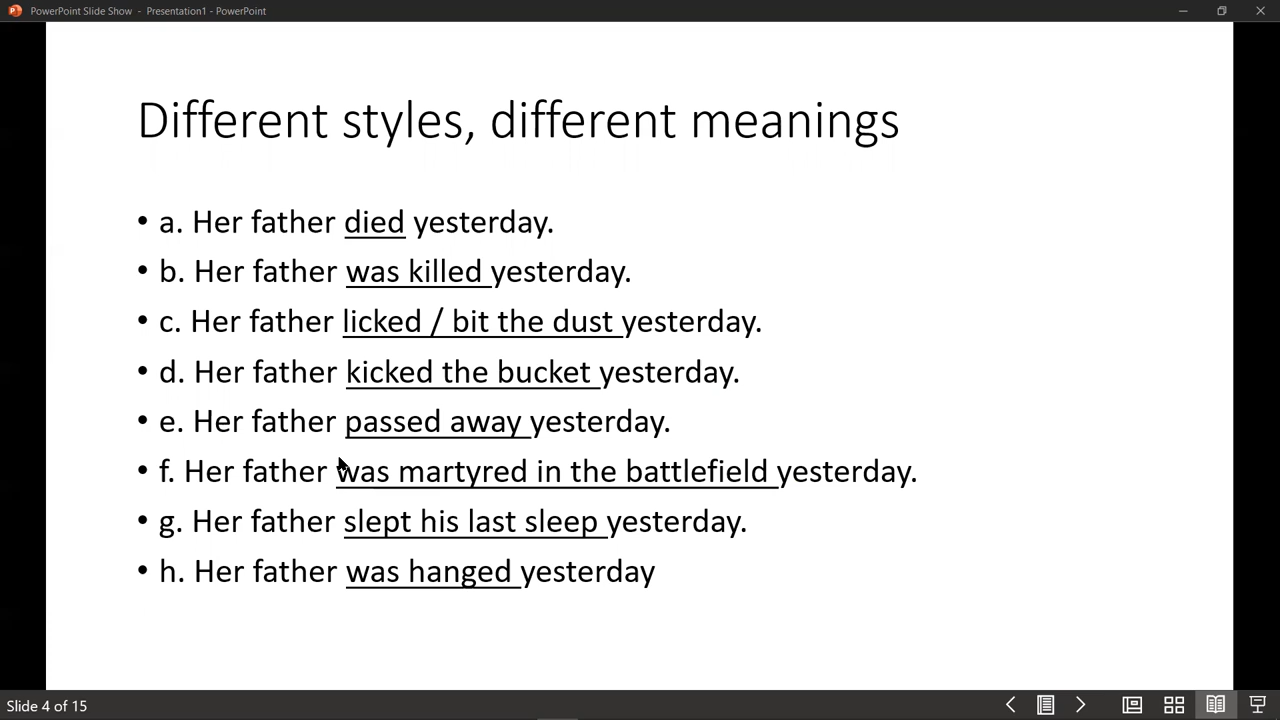 PowerPoint Slide Show - Presentation1 - PowerPoint
Different styles, different meanings
• a. Her father died yesterday.
• b. Her father was killed yesterday.
• c. Her father licked / bit the dust yesterday.
• d. Her father kicked the bucket yesterday.
• e. Her father passed away yesterday.
• f. Her father was martyred in the battlefield yesterday.
• g. Her father slept his last sleep yesterday.
• h. Her father was hanged yesterday
Slide 4 of 15